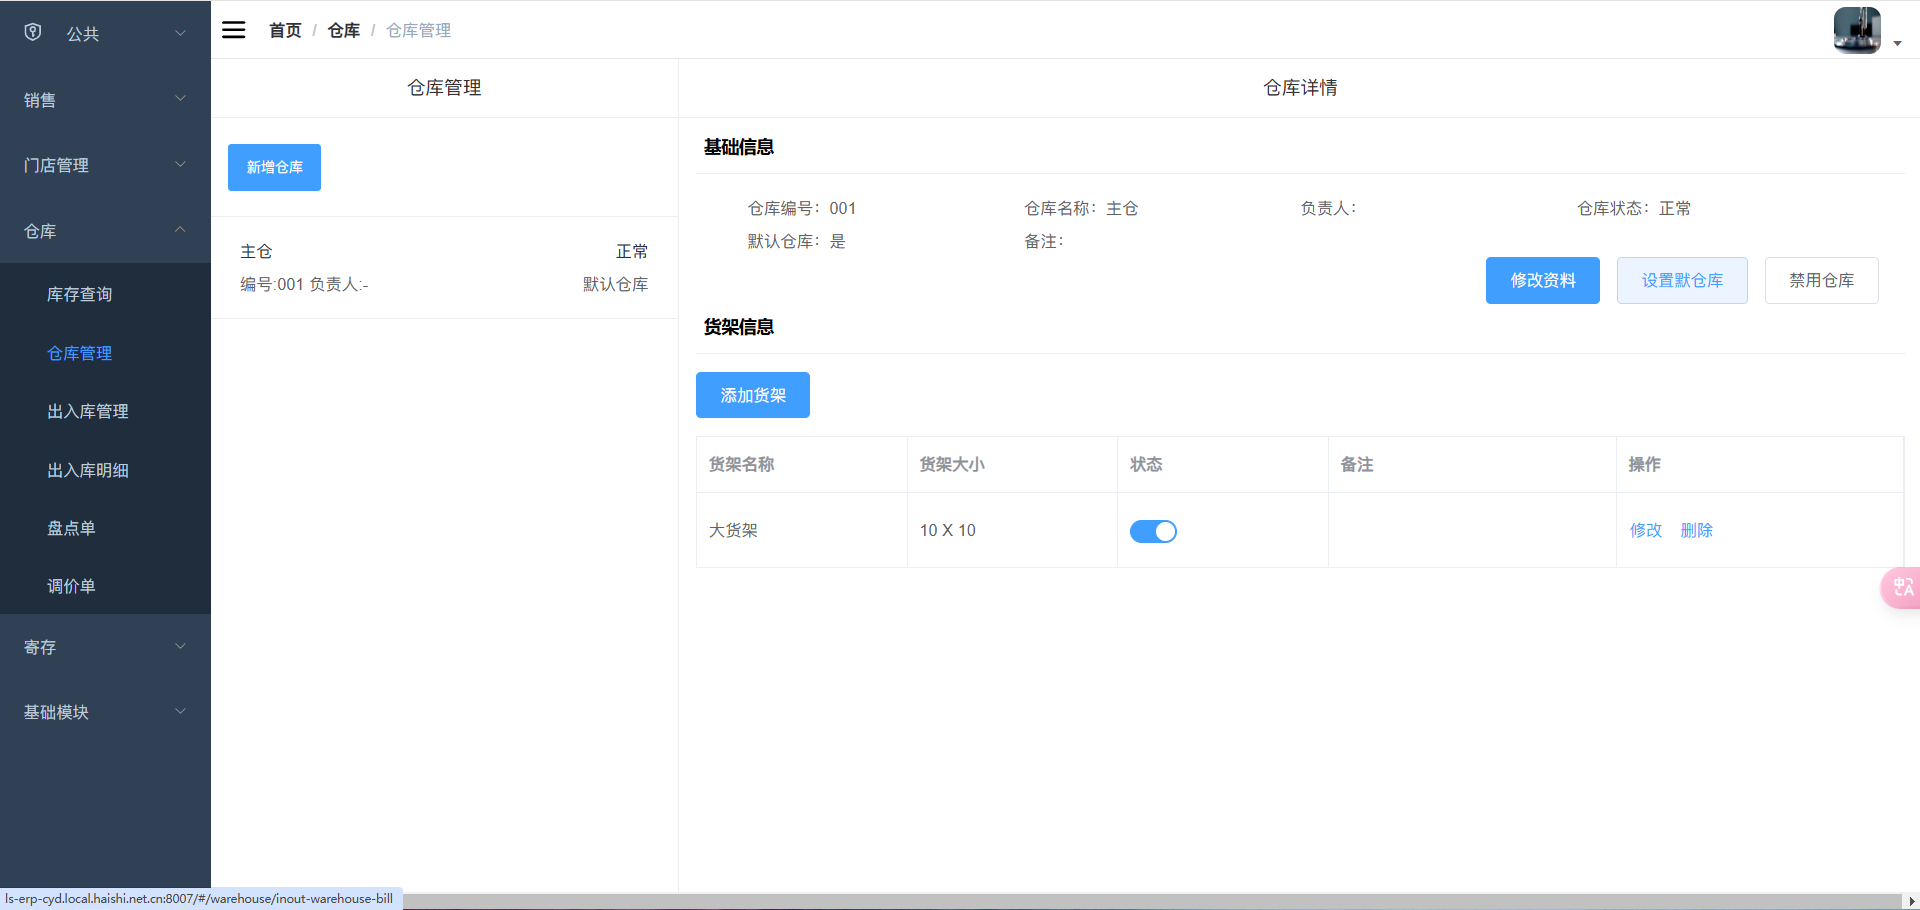 公共
销售
门店管理
仓库
库存查询
仓库管理
出入库管理
出入库明细
盘点单
调价单
寄存
基础模块
首页 / 仓库 / 仓库管理
仓库管理
新增仓库
主仓 正常
编号:001 负责人:- 默认仓库
仓库详情
基础信息
仓库编号：001 仓库名称：主仓 负责人： 仓库状态：正常
默认仓库：是 备注：
修改资料 设置默仓库 禁用仓库
货架信息
添加货架
货架名称 货架大小 状态 备注 操作
大货架 10 X 10 修改 删除
中A
ls-erp-cyd.local.haishi.net.cn:8007/#/warehouse/inout-warehouse-bill